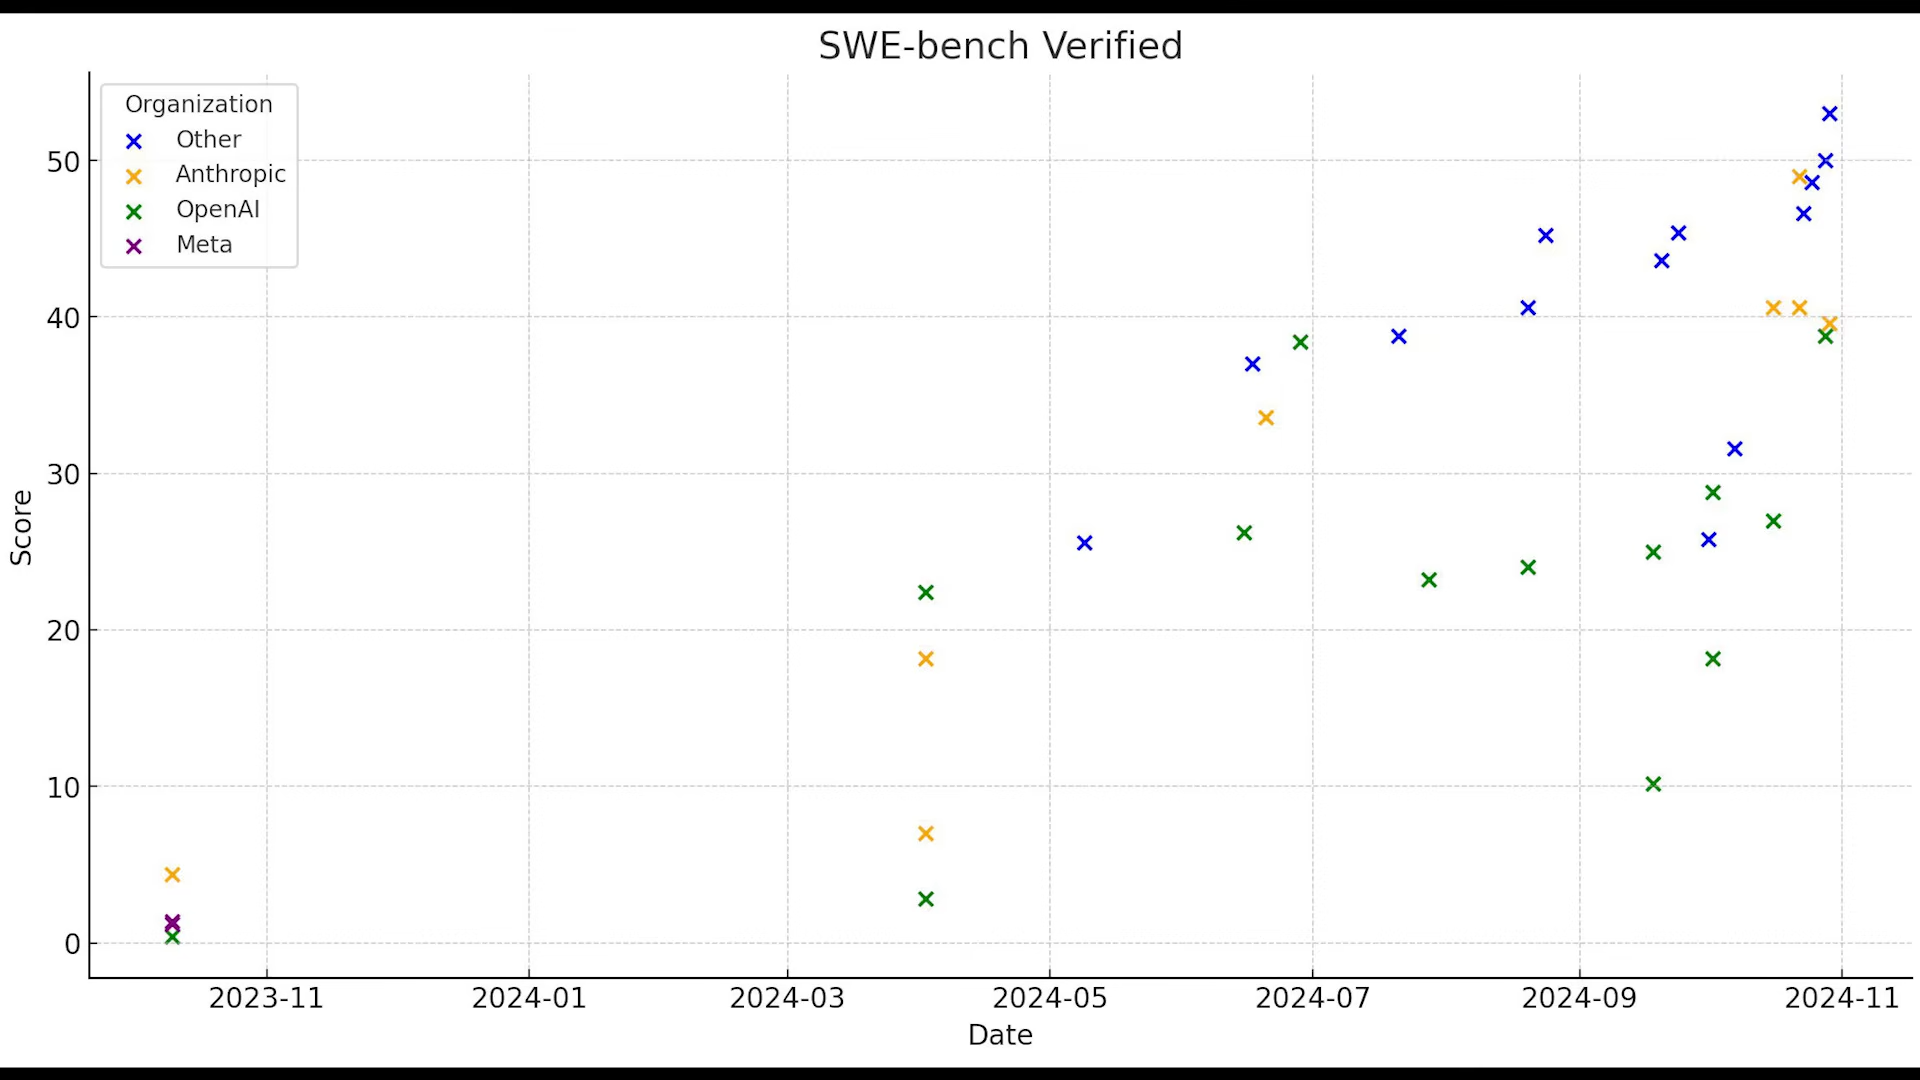 SWE-bench Verified
Organization
Other
Anthropic
OpenAI
Meta
50
40
30
20
10
0
Score
2023-11
2024-01
2024-03
2024-05
2024-07
2024-09
2024-11
Date